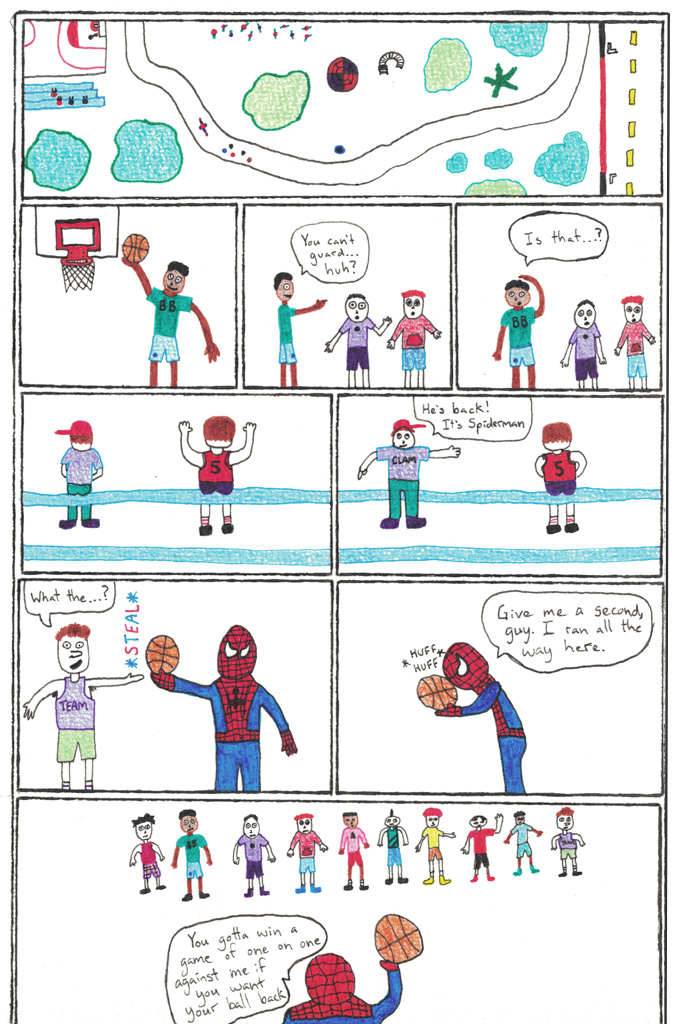 BB
You can't
guard...
huh?
Is that...?
BB
5
He's back!
It's Spiderman
CLAM
5
What the...?
TEAM
*STEAL*
Give me a second,
guy. I ran all the
way here.
*HUFF*
*HUFF
BB
You gotta win a
game of one on one
against me if
you want
your ball back